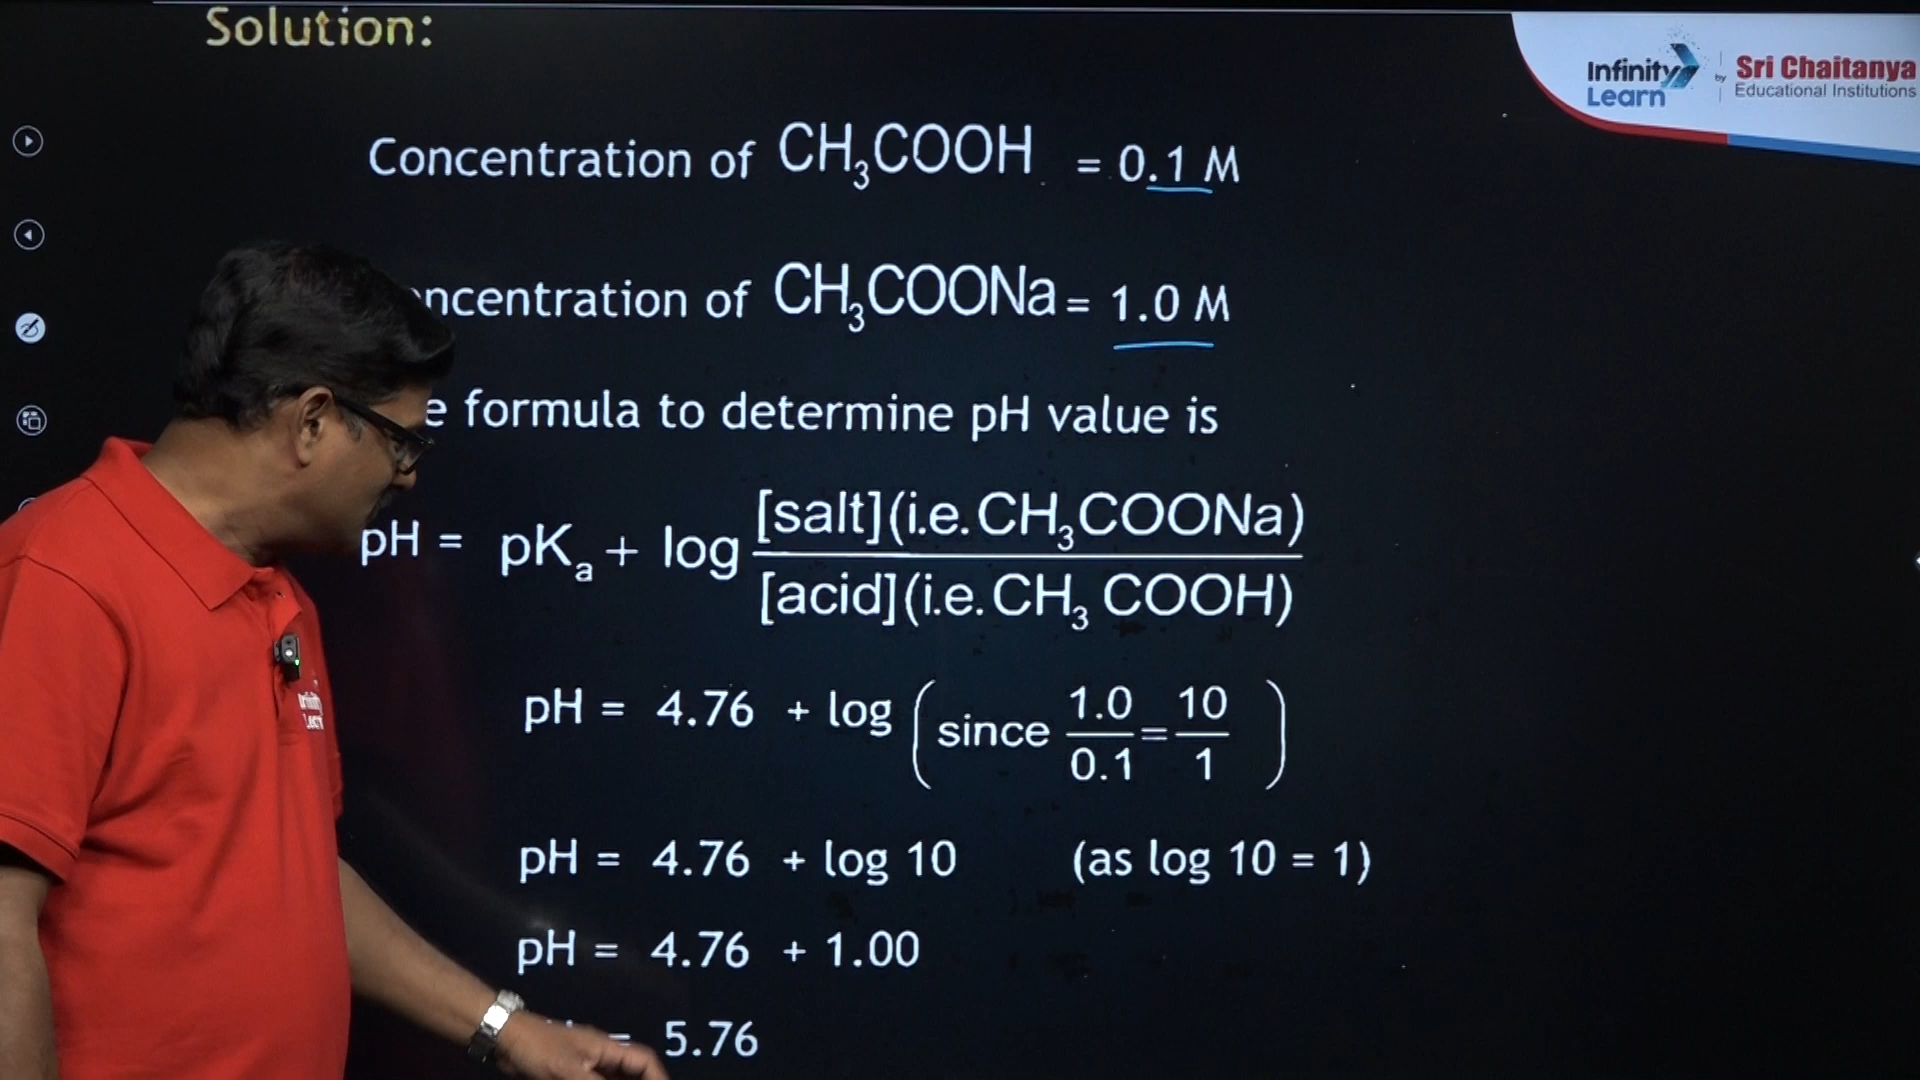 Solution:
Infinity Learn by Sri Chaitanya Educational Institutions
Concentration of CH₃COOH = 0.1 M
ncentration of CH₃COONa = 1.0 M
e formula to determine pH value is
pH = pKₐ + log [salt](i.e. CH₃COONa) / [acid](i.e. CH₃ COOH)
pH = 4.76 + log (since 1.0/0.1 = 10/1)
pH = 4.76 + log 10 (as log 10 = 1)
pH = 4.76 + 1.00
= 5.76
Infinity Learn